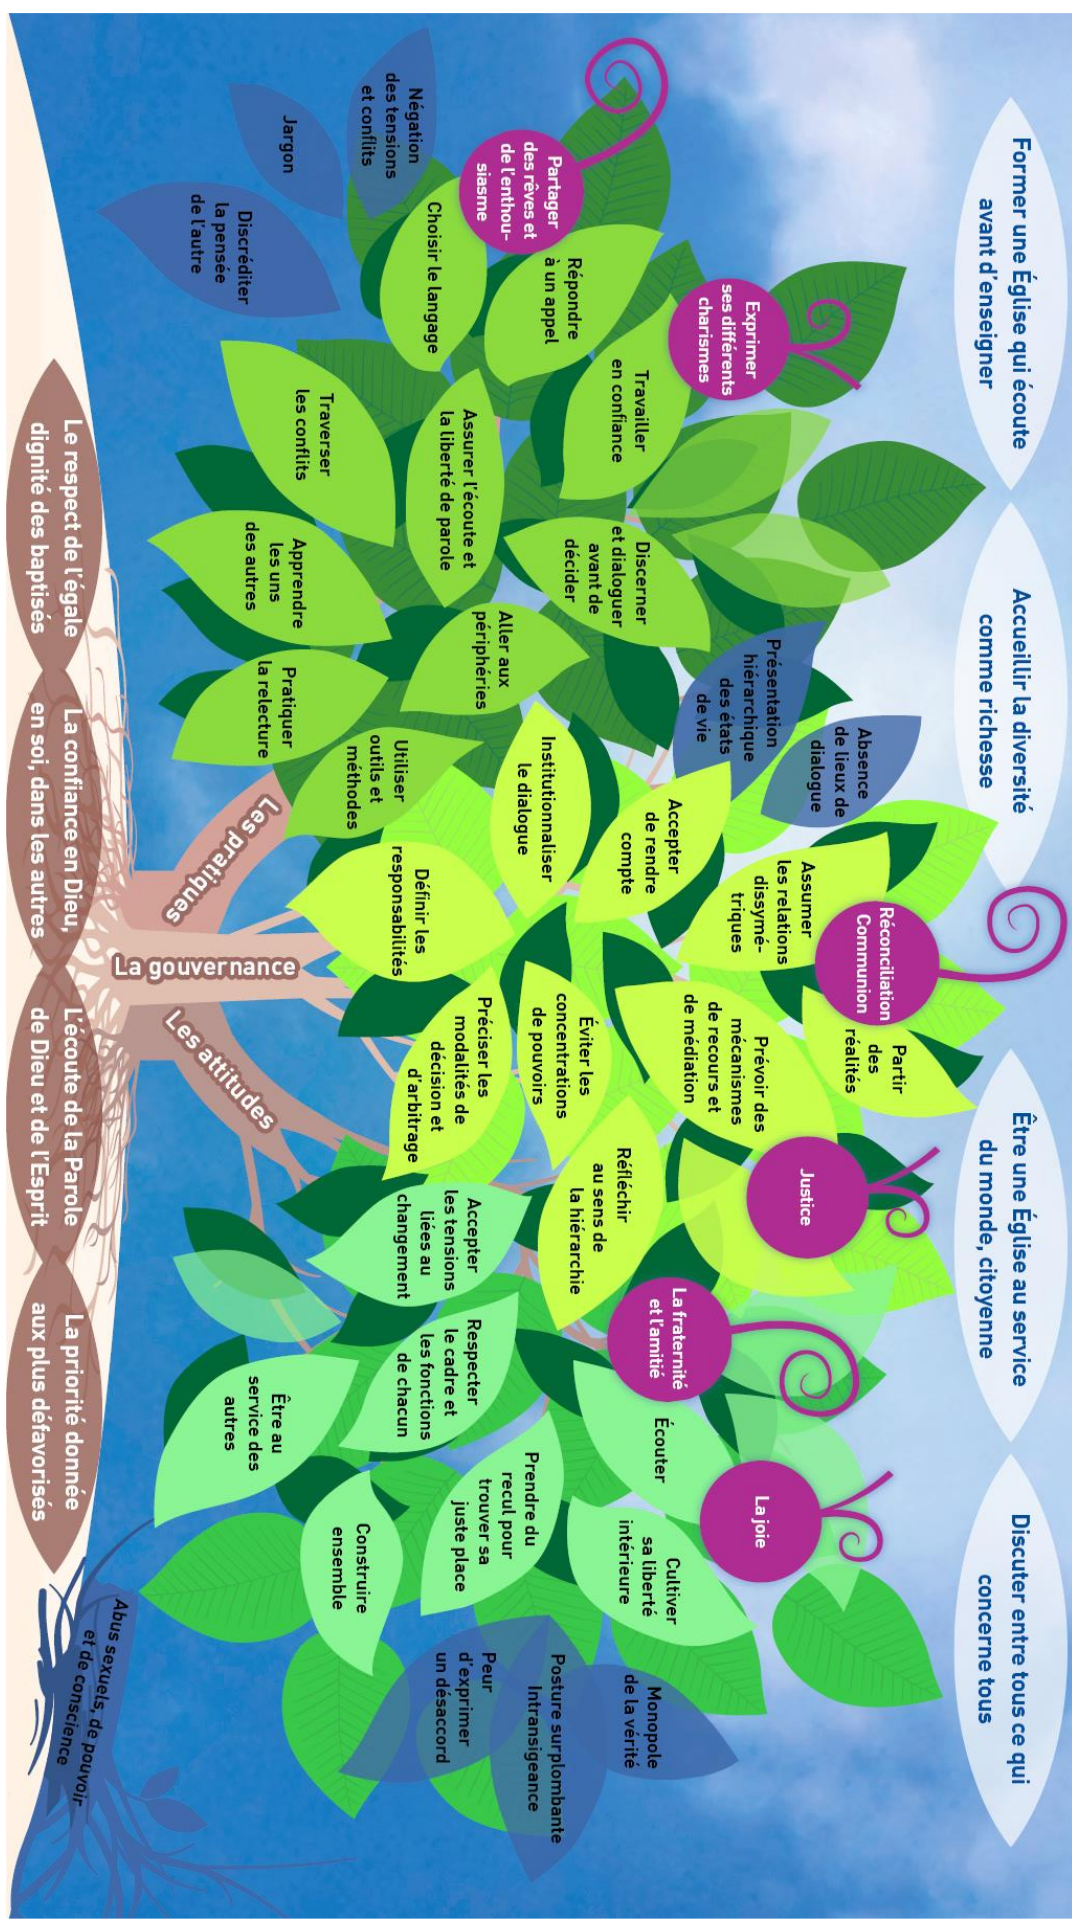 Former une Église qui écoute
avant d'enseigner
Accueillir la diversité
comme richesse
Être une Église au service
du monde, citoyenne
Discuter entre tous ce qui
concerne tous
Exprimer
ses différents
charismes
Partager
des rêves et
de l'enthou-
siasme
Réconciliation
Communion
Justice
La fraternité
et l'amitié
La joie
Négation
des tensions
et conflits
Jargon
Discréditer
la pensée
de l'autre
Choisir le langage
Répondre
à un appel
Travailler
en confiance
Assurer l'écoute et
la liberté de parole
Traverser
les conflits
Discerner
et dialoguer
avant de
décider
Apprendre
les uns
des autres
Aller aux
périphéries
Pratiquer
la relecture
Utiliser
outils et
méthodes
Présentation
hiérarchique
des états
de vie
Absence
de lieux de
dialogue
Institutionnaliser
le dialogue
Accepter
de rendre
compte
Assumer
les relations
dissymé-
triques
Définir les
responsabilités
Partir
des
réalités
Prévoir des
mécanismes
de recours et
de médiation
Éviter les
concentrations
de pouvoirs
Préciser les
modalités de
décision et
d'arbitrage
Réfléchir
au sens de
la hiérarchie
Accepter
les tensions
liées au
changement
Respecter
le cadre et
les fonctions
de chacun
Être au
service des
autres
Écouter
Prendre du
recul pour
trouver sa
juste place
Cultiver
sa liberté
intérieure
Construire
ensemble
Monopole
de la vérité
Posture surplombante
Intransigeance
Peur
d'exprimer
un désaccord
Les pratiques
La gouvernance
Les attitudes
Abus sexuels, de pouvoir
et de conscience
Le respect de l'égale
dignité des baptisés
La confiance en Dieu,
en soi, dans les autres
L'écoute de la Parole
de Dieu et de l'Esprit
La priorité donnée
aux plus défavorisés